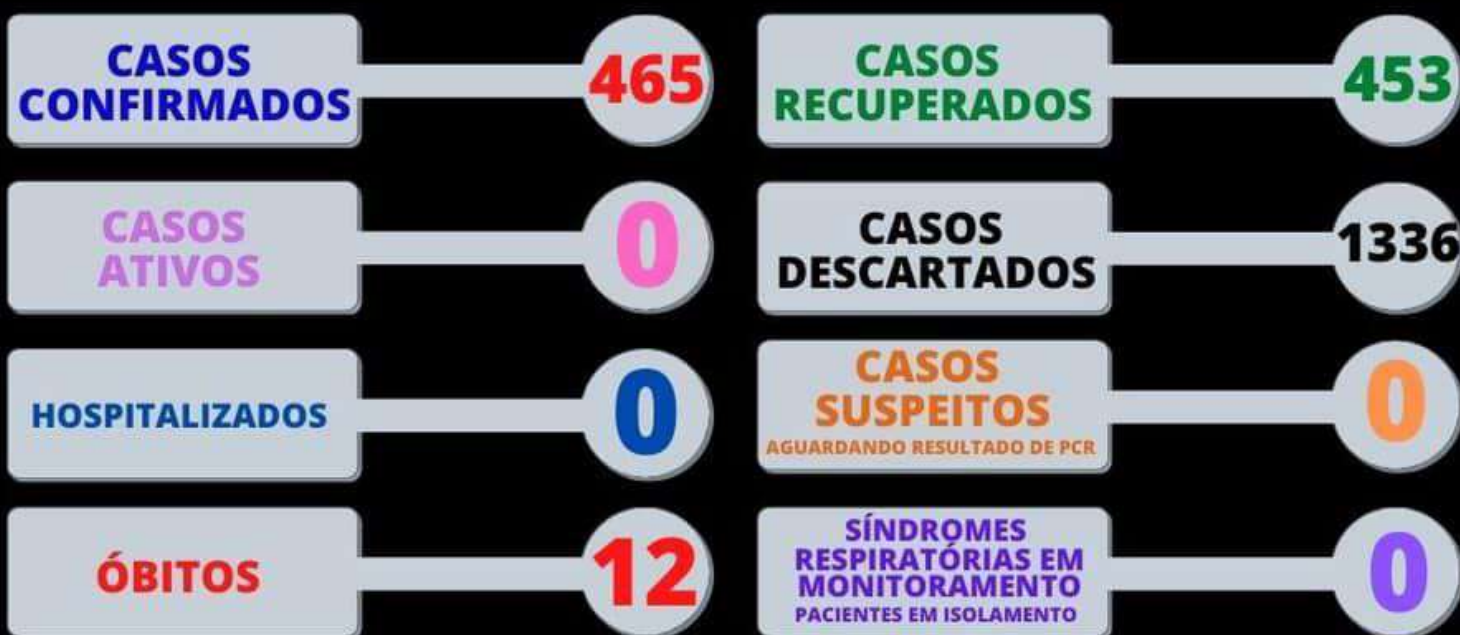 CASOS
CONFIRMADOS
465
CASOS
RECUPERADOS
453
CASOS
ATIVOS
0
CASOS
DESCARTADOS
1336
HOSPITALIZADOS
0
CASOS
SUSPEITOS
AGUARDANDO RESULTADO DE PCR
0
ÓBITOS
12
SÍNDROMES
RESPIRATÓRIAS EM
MONITORAMENTO
PACIENTES EM ISOLAMENTO
0